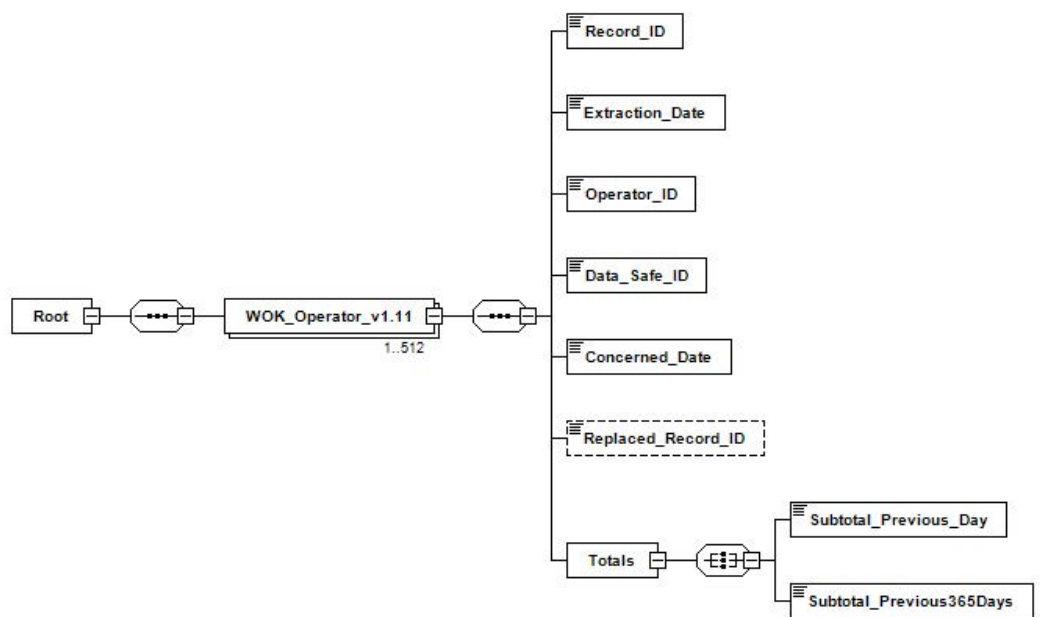 Record_ID
Extraction_Date
Operator_ID
Data_Safe_ID
Root
WOK_Operator_v1.11
1..512
Concerned_Date
Replaced_Record_ID
Subtotal_Previous_Day
Totals
Subtotal_Previous365Days